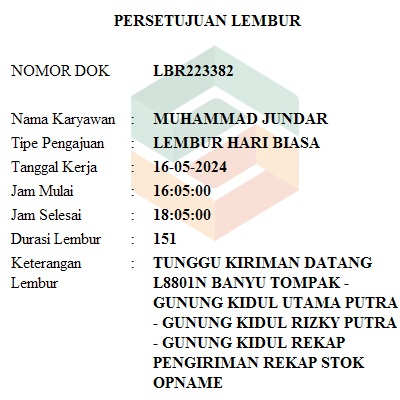 PERSETUJUAN LEMBUR
NOMOR DOK LBR223382
Nama Karyawan : MUHAMMAD JUNDAR
Tipe Pengajuan : LEMBUR HARI BIASA
Tanggal Kerja : 16-05-2024
Jam Mulai : 16:05:00
Jam Selesai : 18:05:00
Durasi Lembur : 151
Keterangan : TUNGGU KIRIMAN DATANG
Lembur L8801N BANYU TOMPAK -
GUNUNG KIDUL UTAMA PUTRA
- GUNUNG KIDUL RIZKY PUTRA
- GUNUNG KIDUL REKAP
PENGIRIMAN REKAP STOK
OPNAME